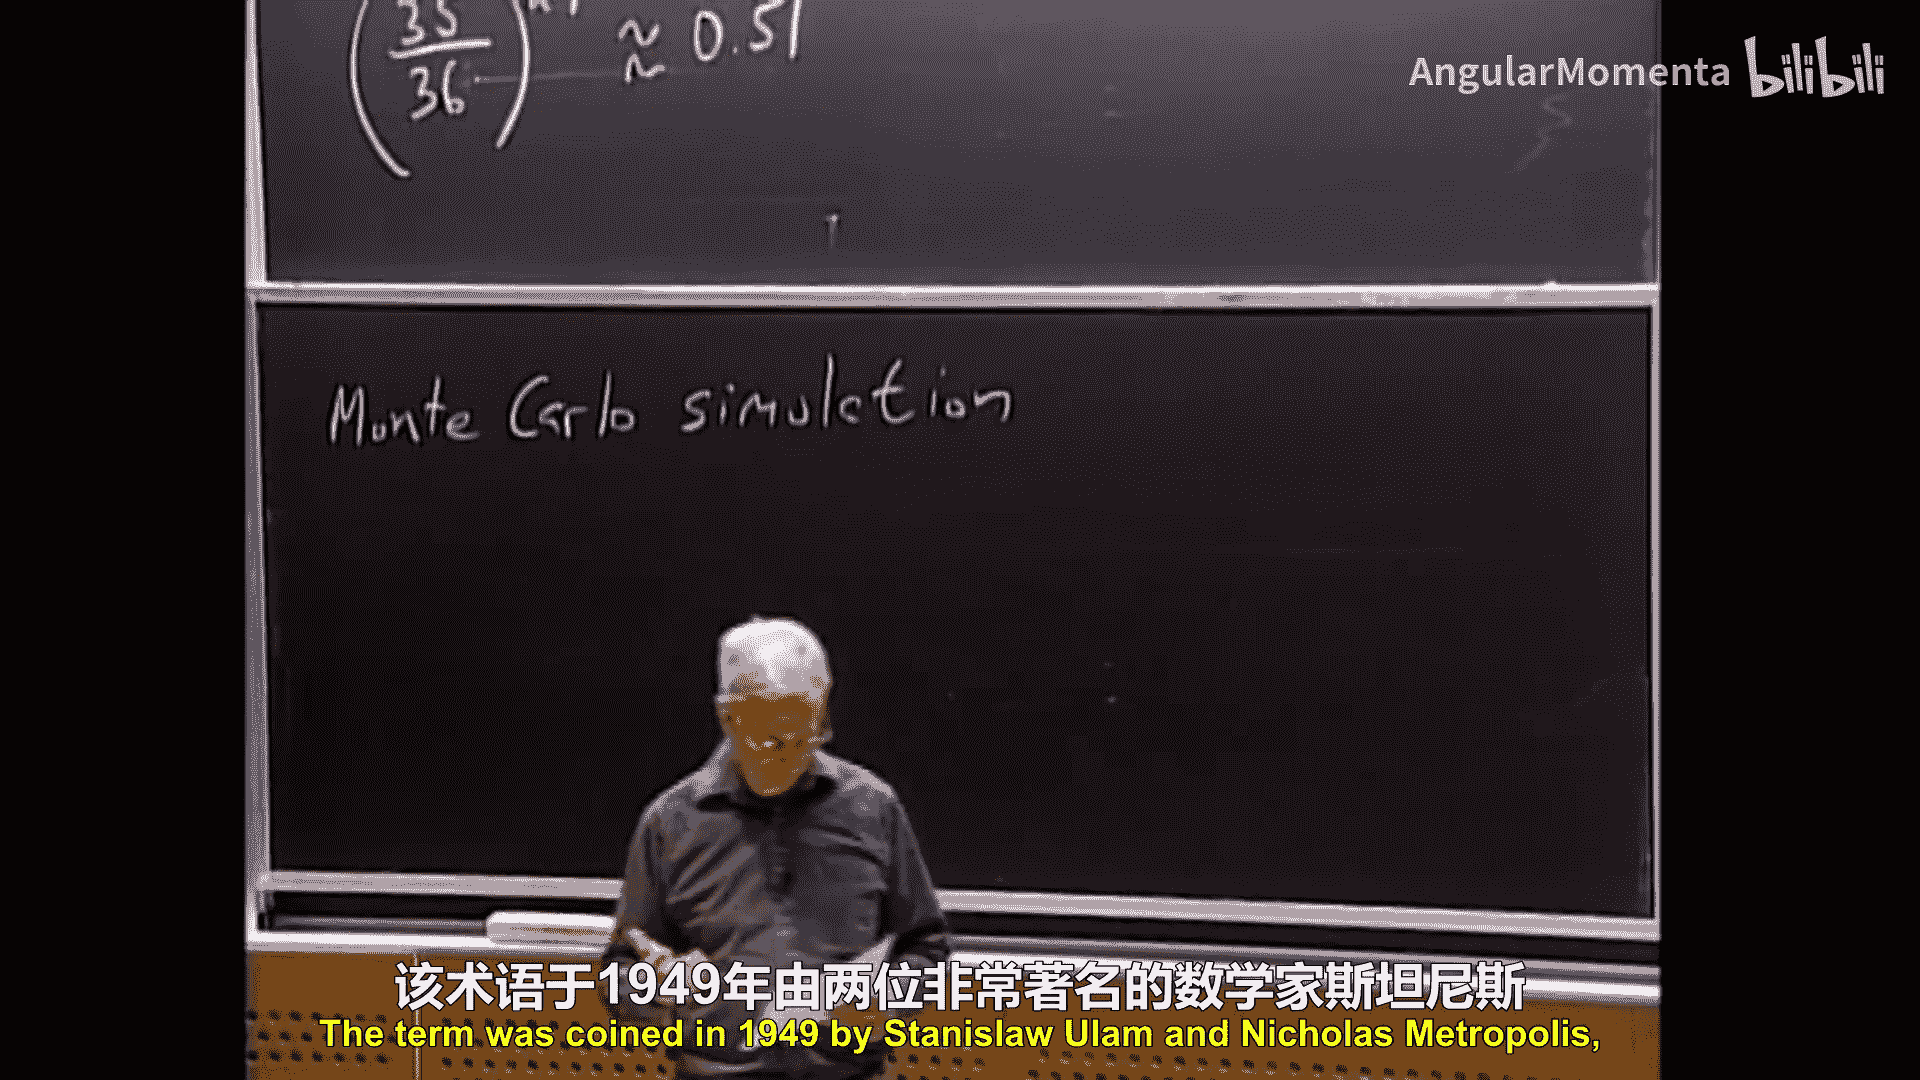 (35/36)
≈ 0.51
AngularMomenta bilibili
Monte Carlo simulation
该术语于1949年由两位非常著名的数学家斯坦尼斯
The term was coined in 1949 by Stanislaw Ulam and Nicholas Metropolis,